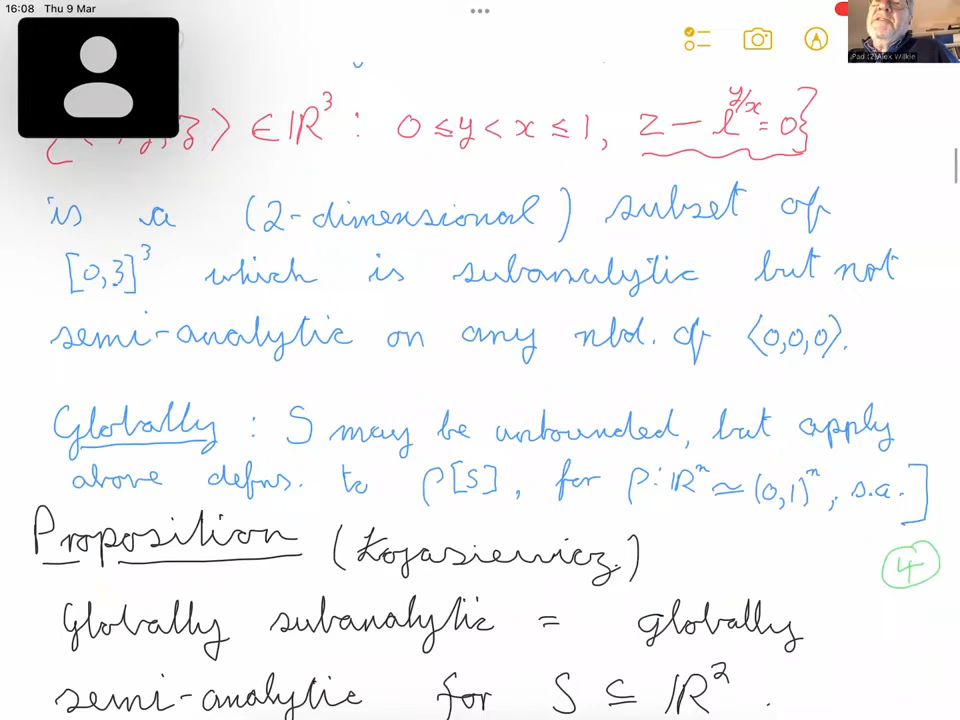 16:08 Thu 9 Mar
iPad (2) Alex Wilkie
⟩ ∈ ℝ³ : 0 ≤ y < x ≤ 1, z − e^{y/x} = 0}
is a (2-dimensional) subset of
[0,3]³ which is subanalytic but not
semi-analytic on any nbd. of ⟨0,0,0⟩.
Globally : S may be unbounded, but apply
above defns. to ρ[S], for ρ: ℝⁿ ≃ (0,1)ⁿ, s.a.]
Proposition (Łojasiewicz.)
④
Globally subanalytic = globally
semi-analytic for S ⊆ ℝ².